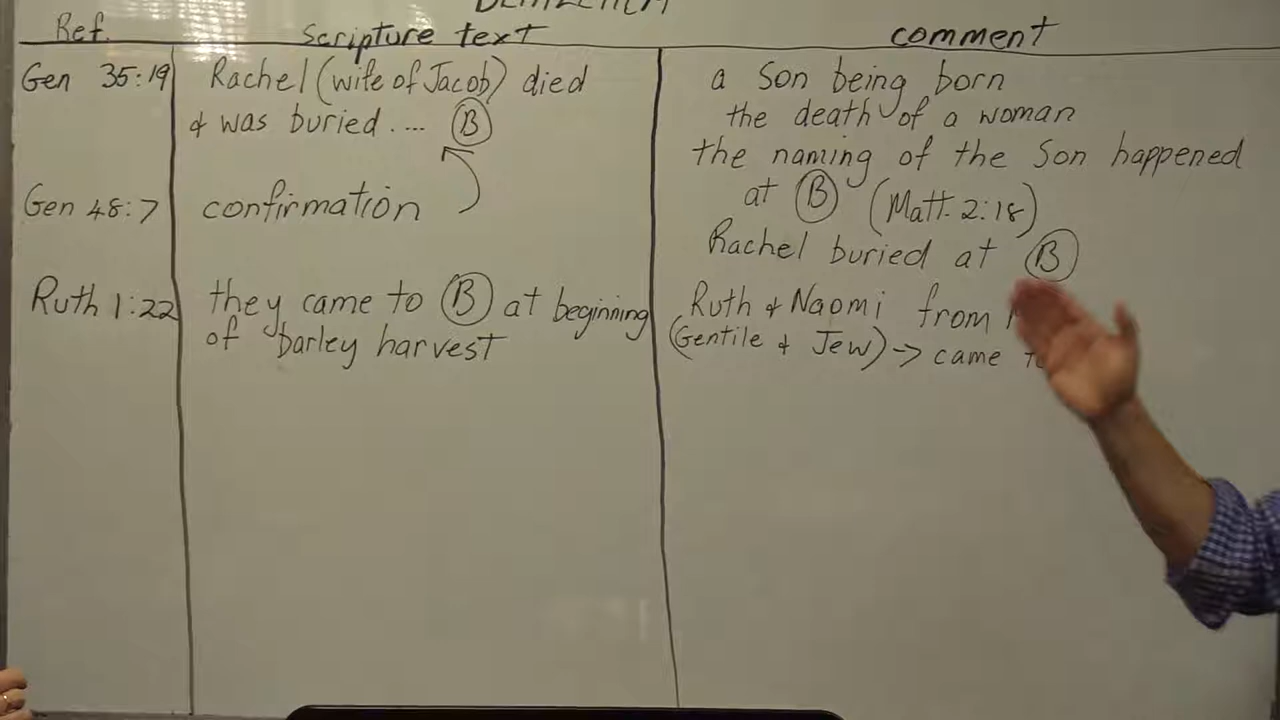 Ref. scripture text comment
Gen 35:19 Rachel (wife of Jacob) died
& was buried .... (B)
Gen 48:7 confirmation
Ruth 1:22 they came to (B) at beginning
of barley harvest
a Son being born
the death of a woman
the naming of the Son happened
at (B) (Matt. 2:18)
Rachel buried at (B)
Ruth & Naomi from
(Gentile & Jew) -> came to